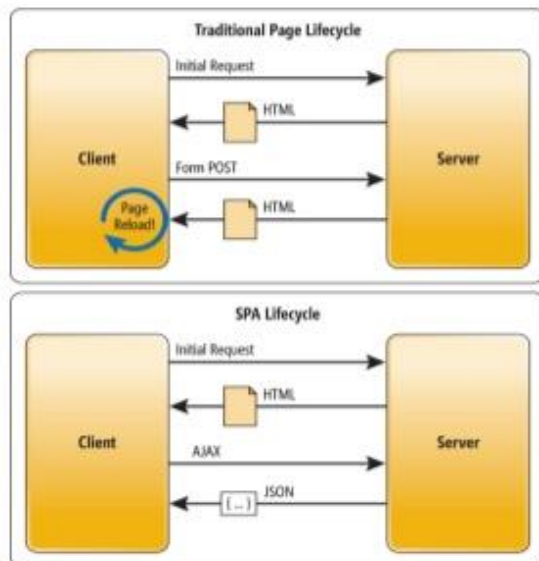 Traditional Page Lifecycle
Initial Request
HTML
Client
Server
Form POST
Page
Reload!
HTML
SPA Lifecycle
Initial Request
HTML
Client
Server
AJAX
JSON
{ ... }